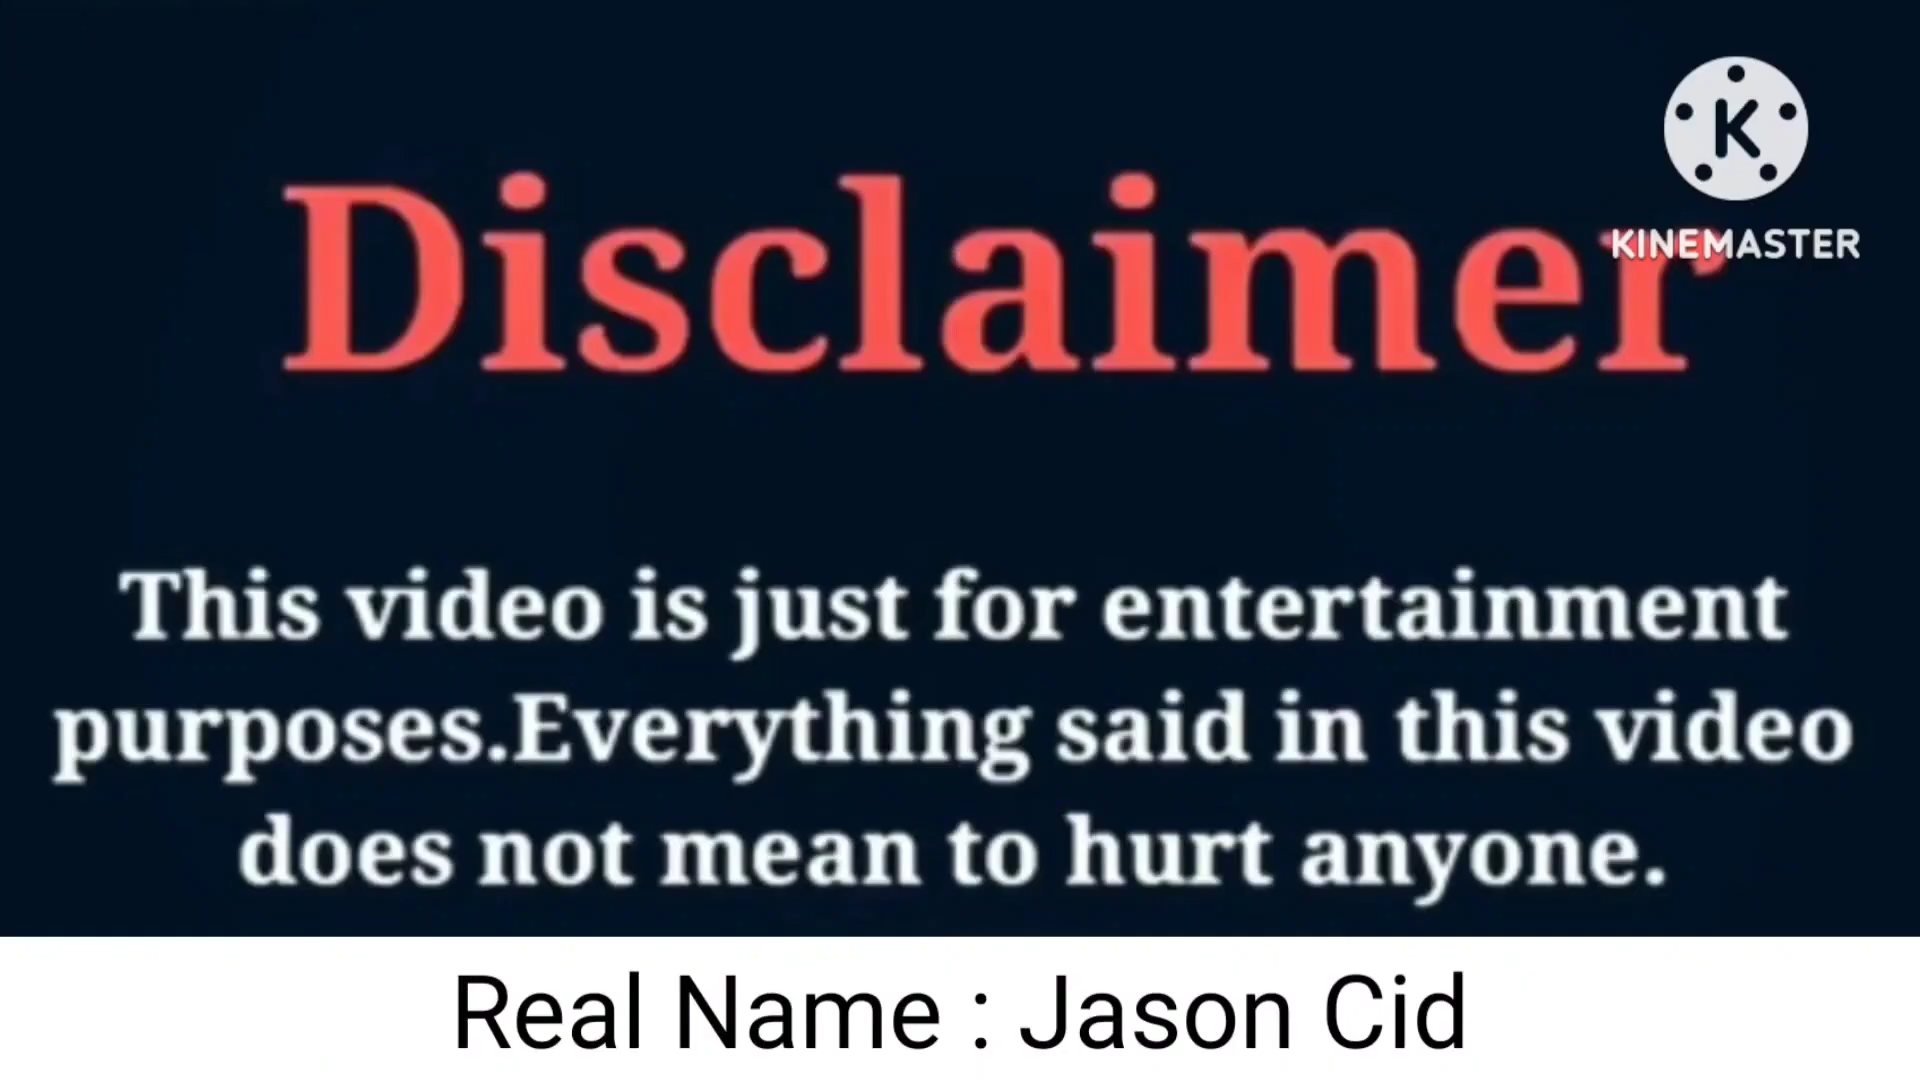 K
KINEMASTER
Disclaimer
This video is just for entertainment
purposes.Everything said in this video
does not mean to hurt anyone.
Real Name : Jason Cid